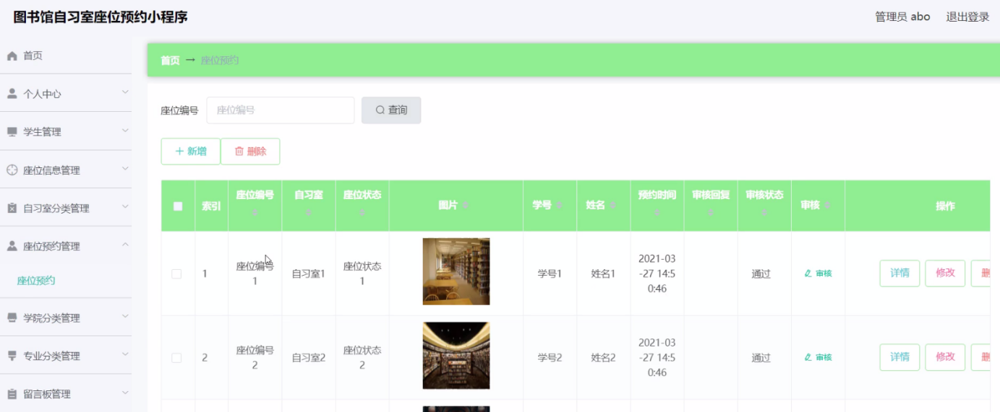 图书馆自习室座位预约小程序
管理员 abo 退出登录
首页
个人中心
学生管理
座位信息管理
自习室分类管理
座位预约管理
座位预约
学院分类管理
专业分类管理
留言板管理
首页 → 座位预约
座位编号 座位编号 查询
+ 新增 删除
索引 座位编号 自习室 座位状态 图片 学号 姓名 预约时间 审核回复 审核状态 审核 操作
1 座位编号1 自习室1 座位状态1 学号1 姓名1 2021-03-27 14:50:46 通过 审核 详情 修改 删
2 座位编号2 自习室2 座位状态2 学号2 姓名2 2021-03-27 14:50:46 通过 审核 详情 修改 删